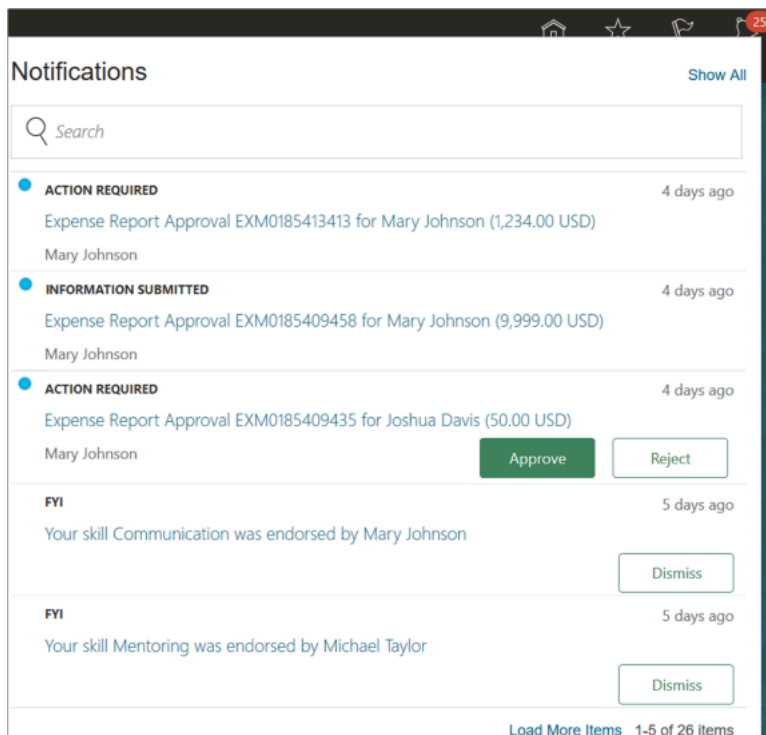 25
Notifications
Show All
Search
ACTION REQUIRED
4 days ago
Expense Report Approval EXM0185413413 for Mary Johnson (1,234.00 USD)
Mary Johnson
INFORMATION SUBMITTED
4 days ago
Expense Report Approval EXM0185409458 for Mary Johnson (9,999.00 USD)
Mary Johnson
ACTION REQUIRED
4 days ago
Expense Report Approval EXM0185409435 for Joshua Davis (50.00 USD)
Mary Johnson
Approve
Reject
FYI
5 days ago
Your skill Communication was endorsed by Mary Johnson
Dismiss
FYI
5 days ago
Your skill Mentoring was endorsed by Michael Taylor
Dismiss
Load More Items 1-5 of 26 items